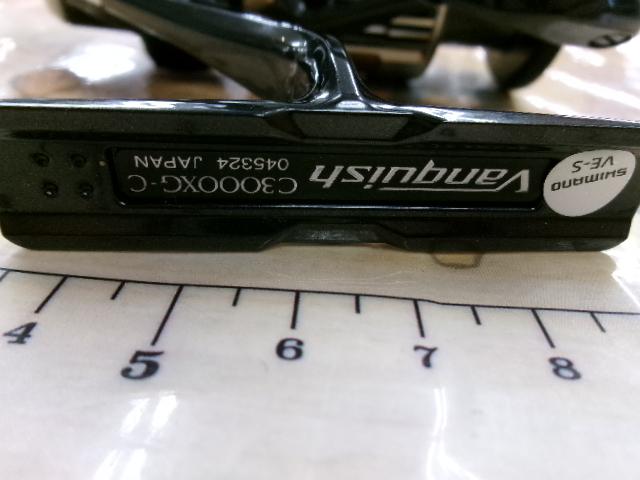 Vanquish
C3000XG-C
045324 JAPAN
SHIMANO
VE-S
4 5 6 7 8